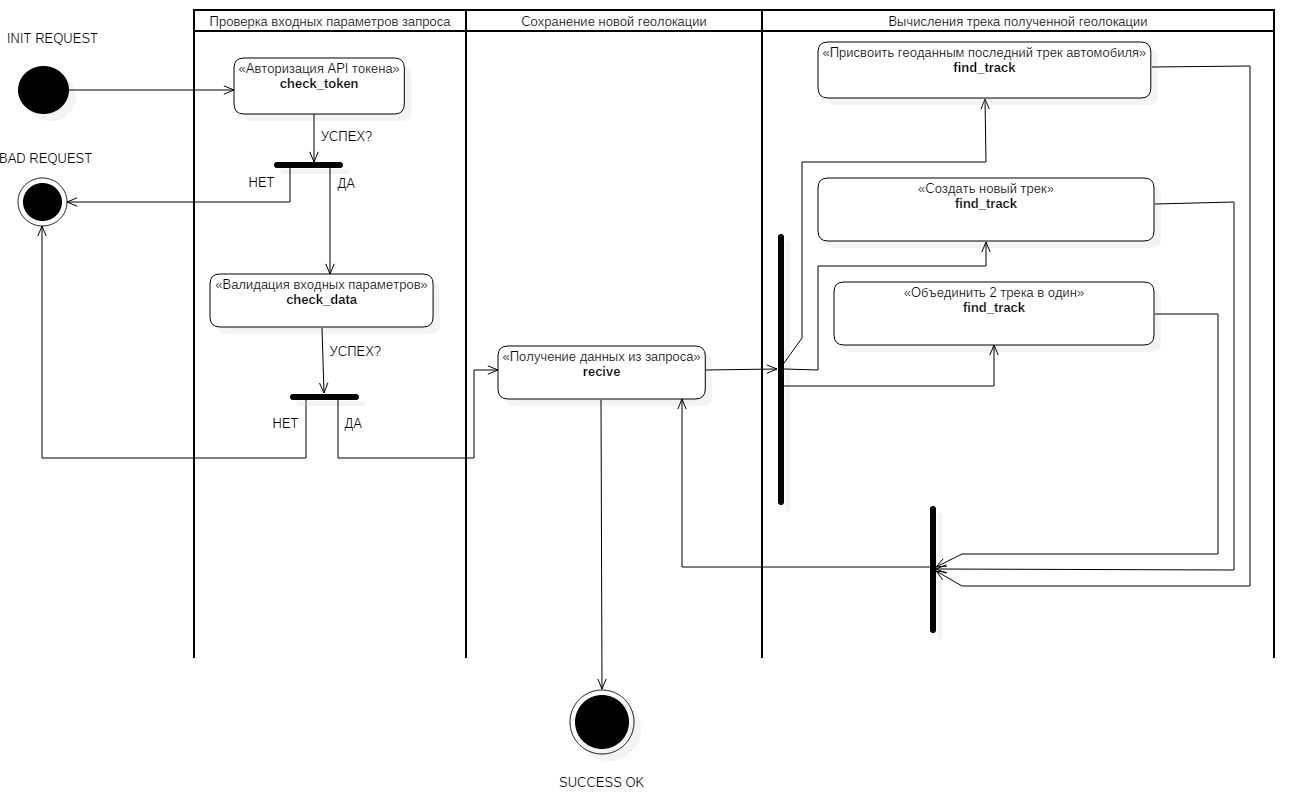 Проверка входных параметров запроса
Сохранение новой геолокации
Вычисления трека полученной геолокации
INIT REQUEST
«Авторизация API токена»
check_token
УСПЕХ?
НЕТ
ДА
BAD REQUEST
«Валидация входных параметров»
check_data
УСПЕХ?
НЕТ
ДА
«Получение данных из запроса»
recive
«Присвоить геоданным последний трек автомобиля»
find_track
«Создать новый трек»
find_track
«Объединить 2 трека в один»
find_track
SUCCESS OK